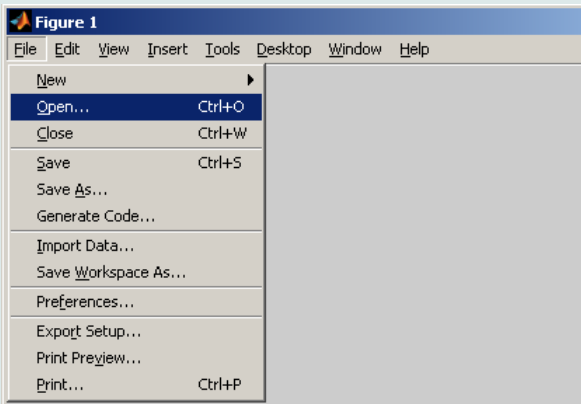 Figure 1
File Edit View Insert Tools Desktop Window Help
New
Open... Ctrl+O
Close Ctrl+W
Save Ctrl+S
Save As...
Generate Code...
Import Data...
Save Workspace As...
Preferences...
Export Setup...
Print Preview...
Print... Ctrl+P